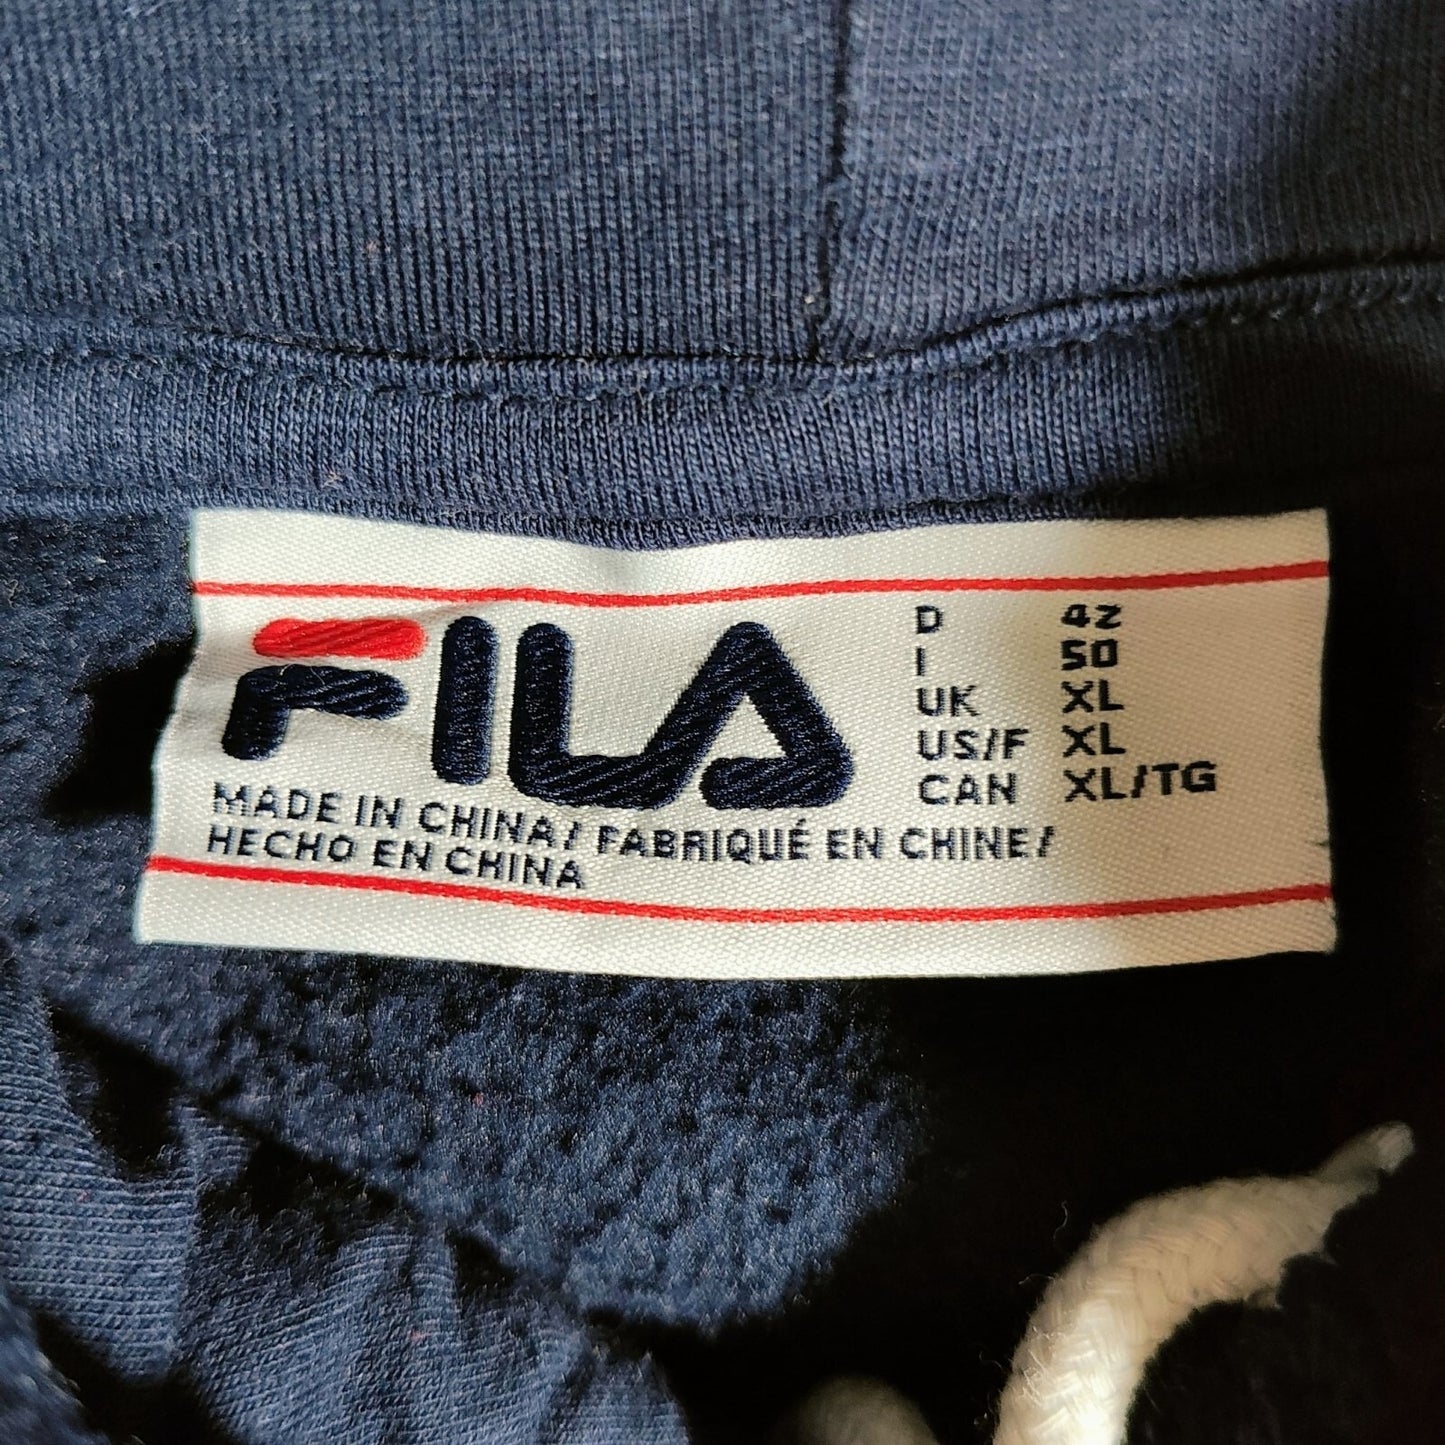 FILA
D 42
I 50
UK XL
US/F XL
CAN XL/TG
MADE IN CHINA/ FABRIQUÉ EN CHINE/
HECHO EN CHINA